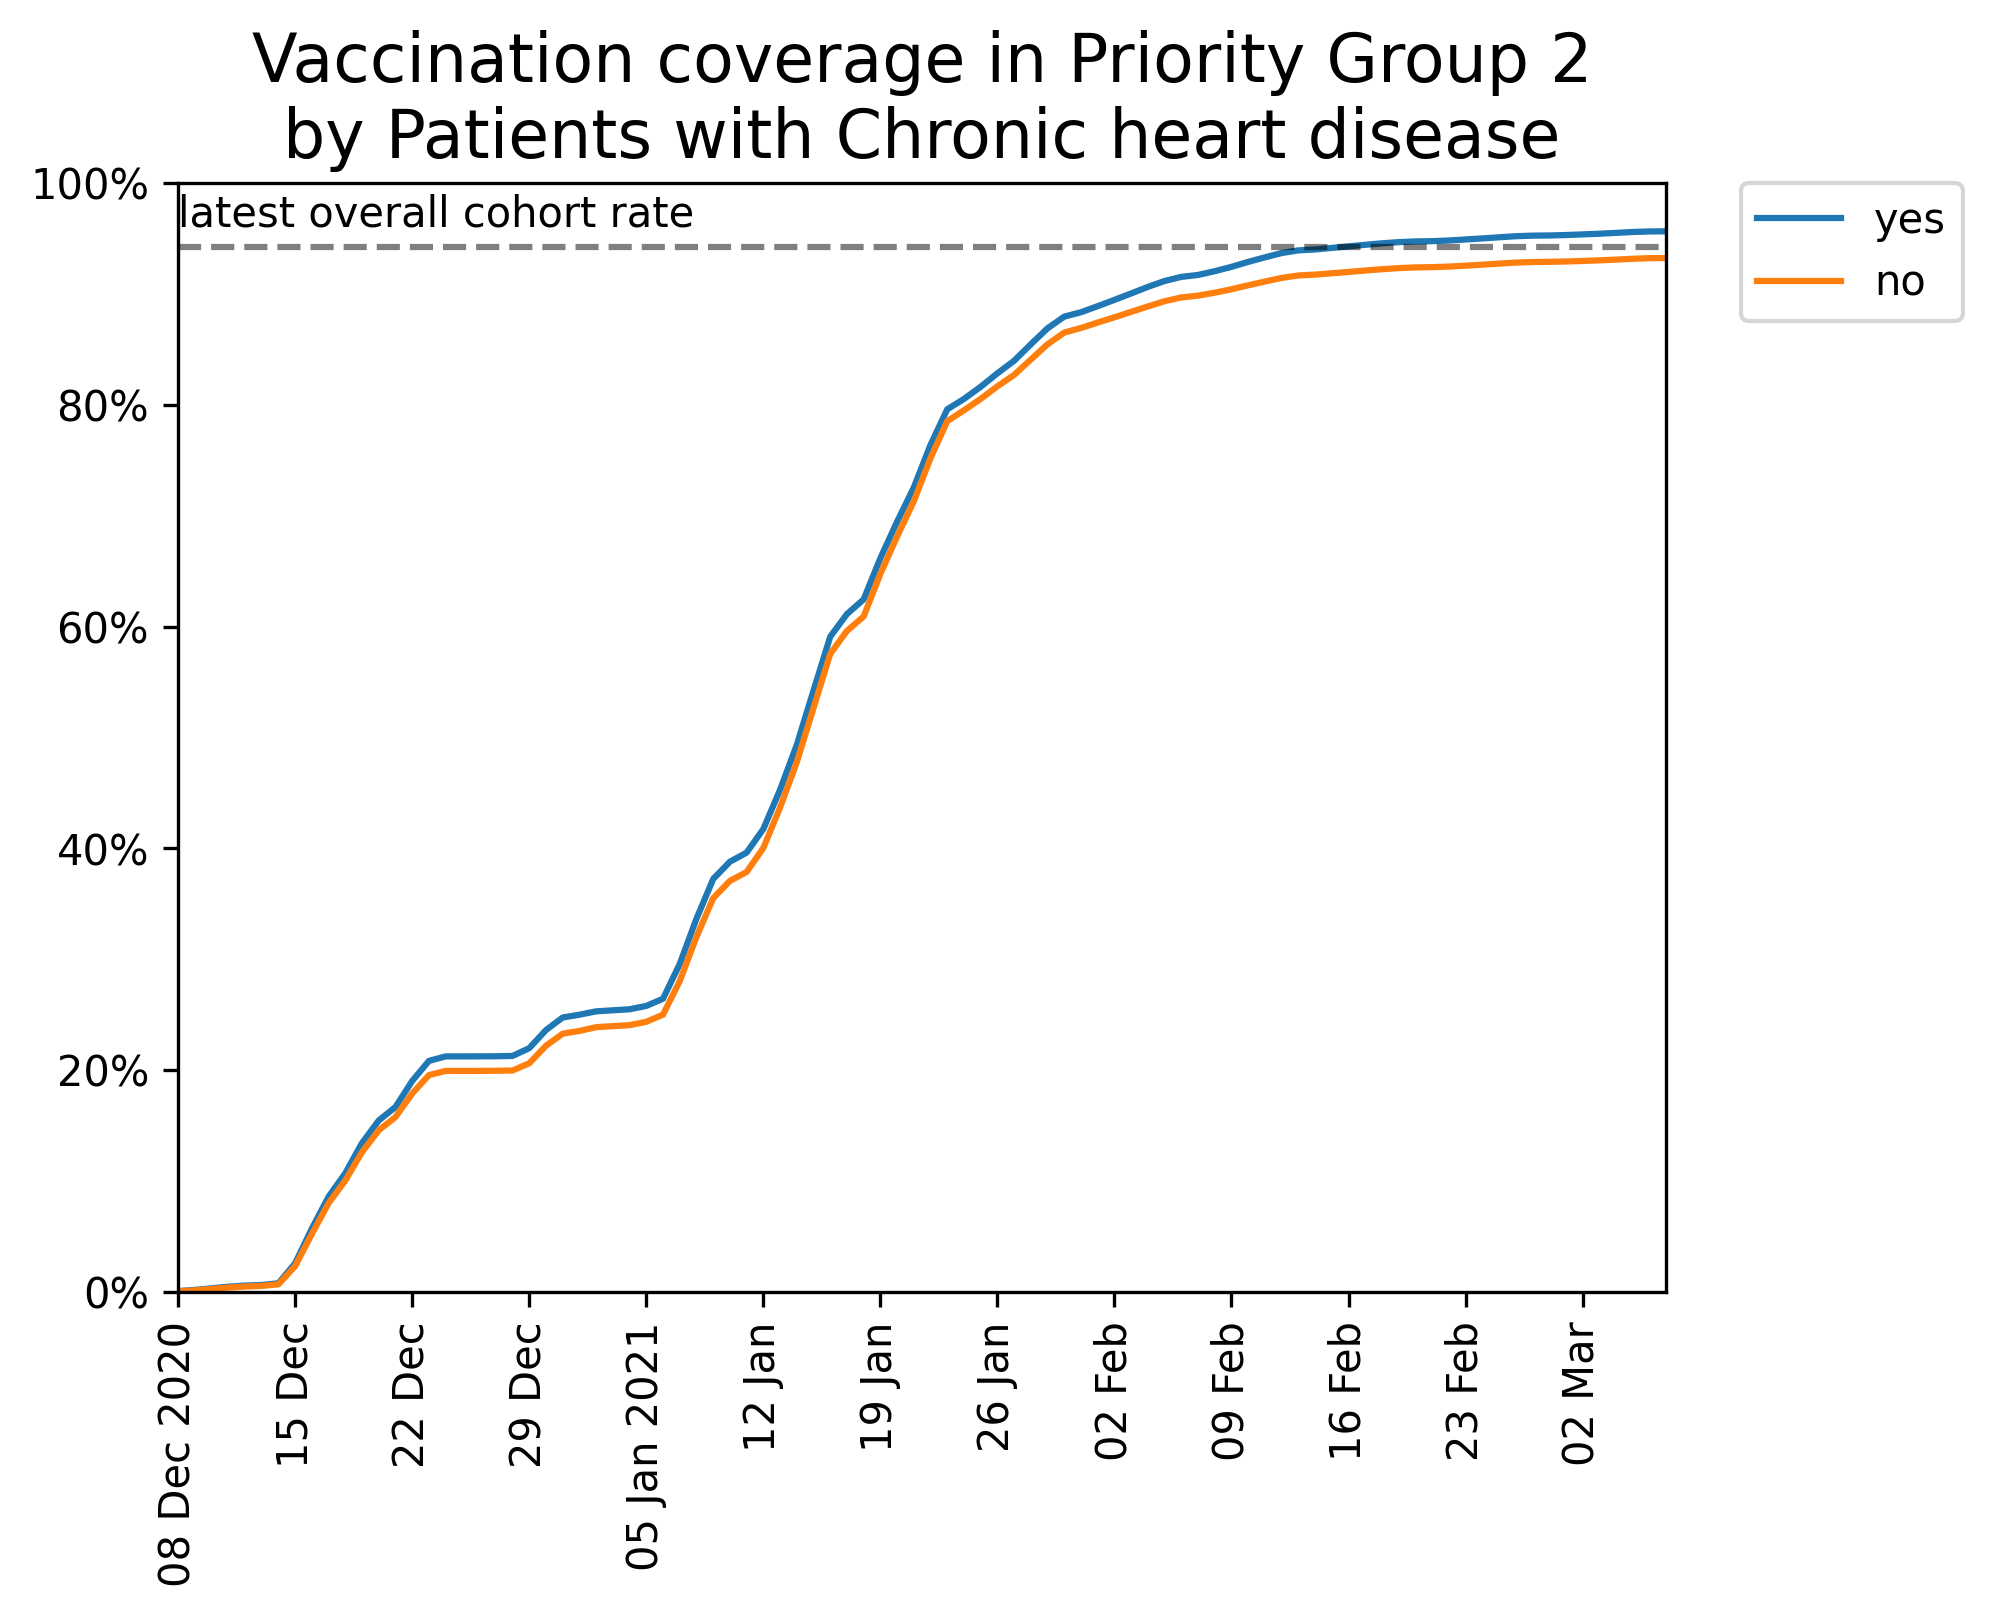 Vaccination coverage in Priority Group 2
by Patients with Chronic heart disease
100%
80%
60%
40%
20%
0%
latest overall cohort rate
yes
no
08 Dec 2020
15 Dec
22 Dec
29 Dec
05 Jan 2021
12 Jan
19 Jan
26 Jan
02 Feb
09 Feb
16 Feb
23 Feb
02 Mar